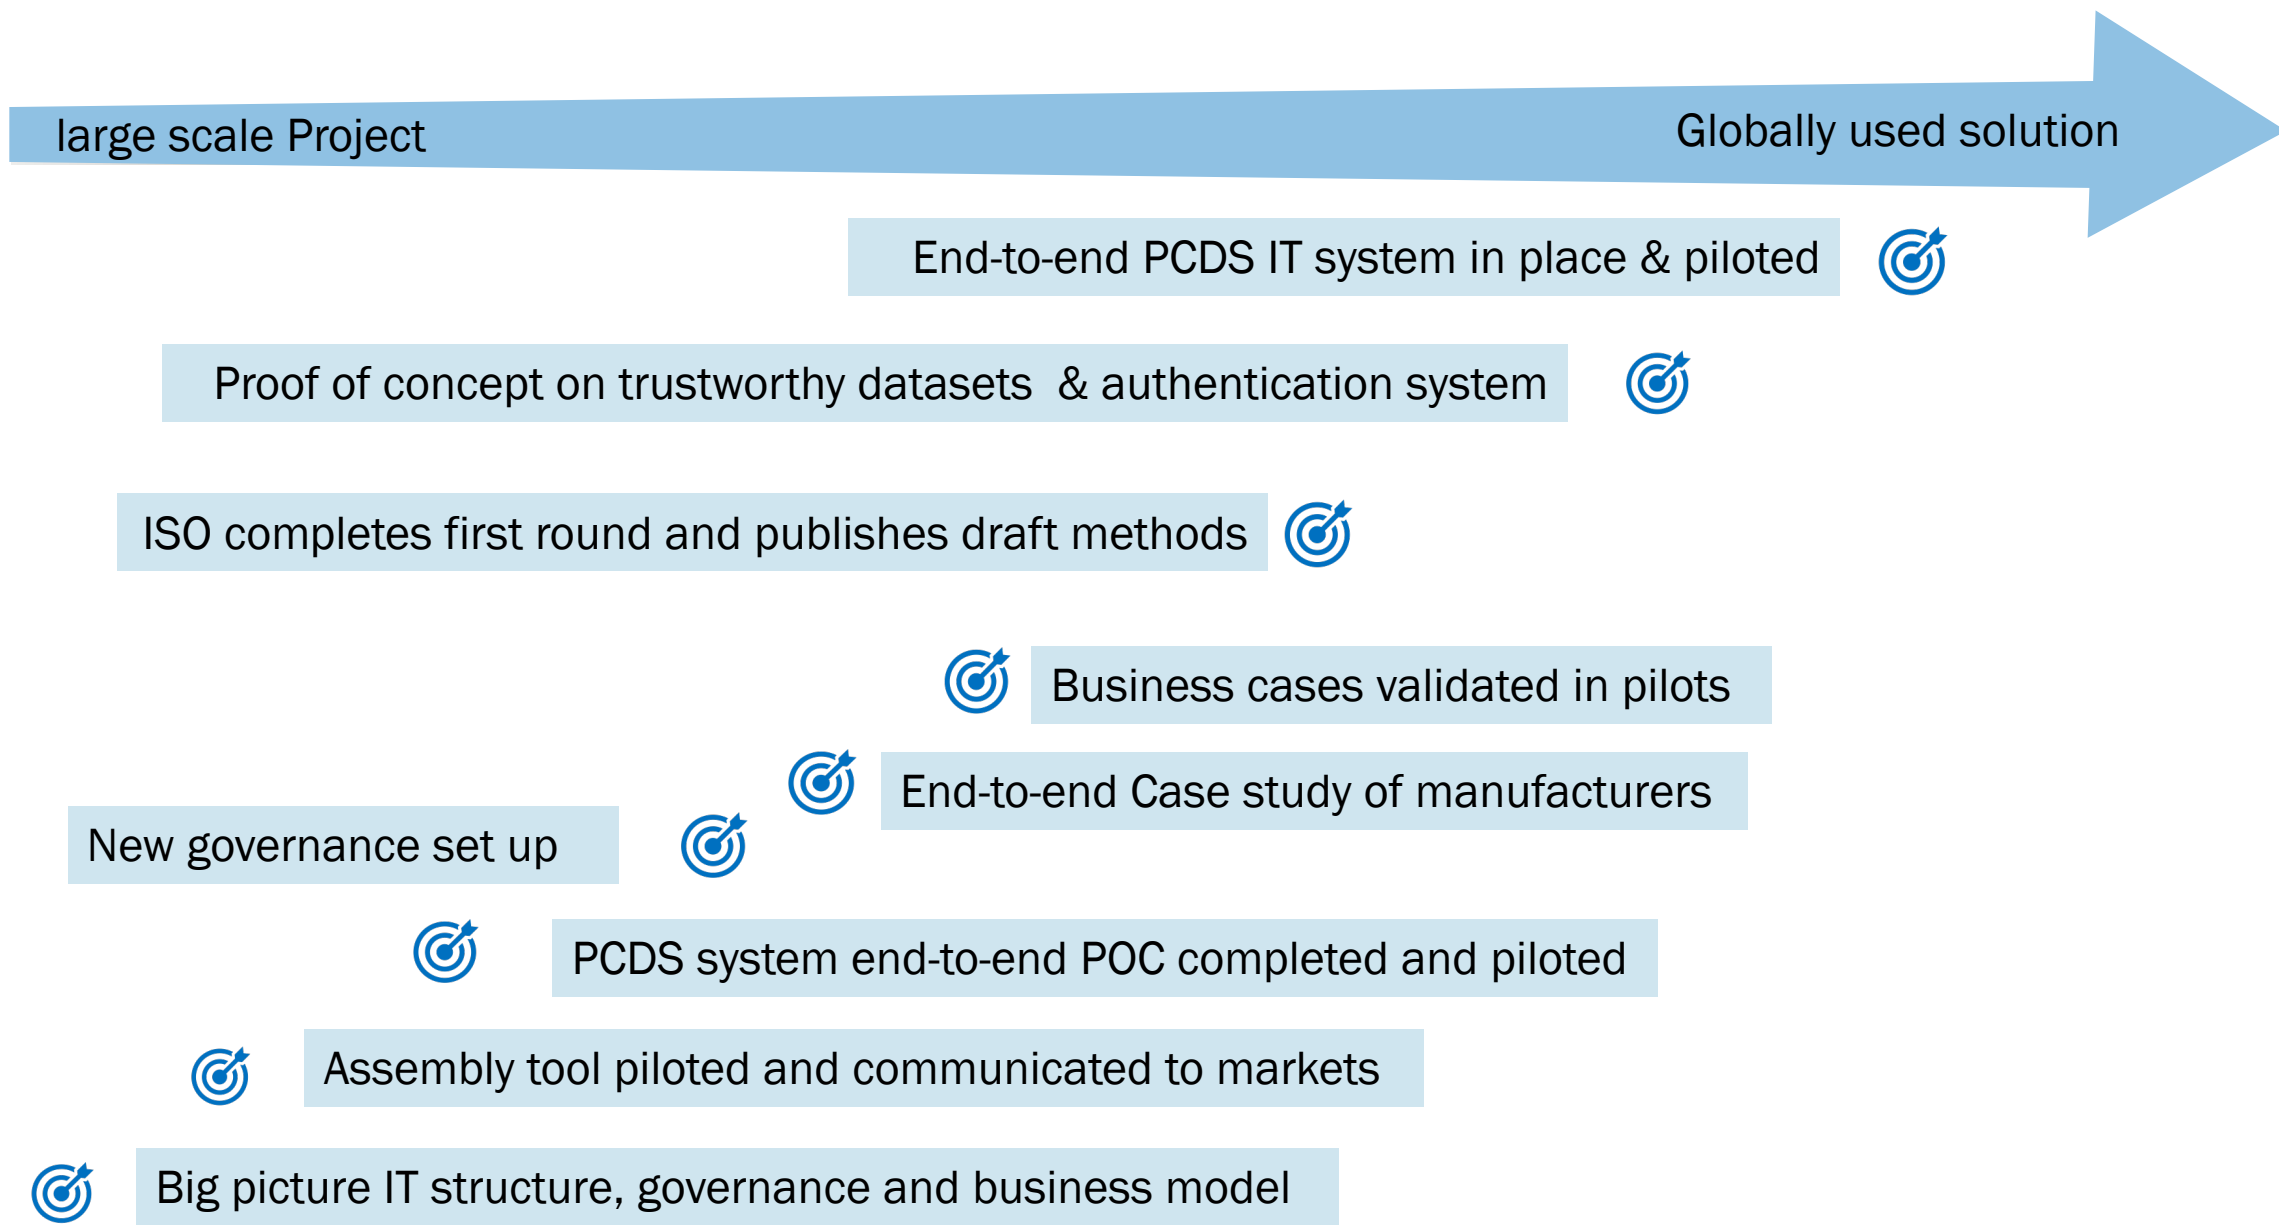 large scale Project
Globally used solution
End-to-end PCDS IT system in place & piloted
Proof of concept on trustworthy datasets & authentication system
ISO completes first round and publishes draft methods
Business cases validated in pilots
End-to-end Case study of manufacturers
New governance set up
PCDS system end-to-end POC completed and piloted
Assembly tool piloted and communicated to markets
Big picture IT structure, governance and business model